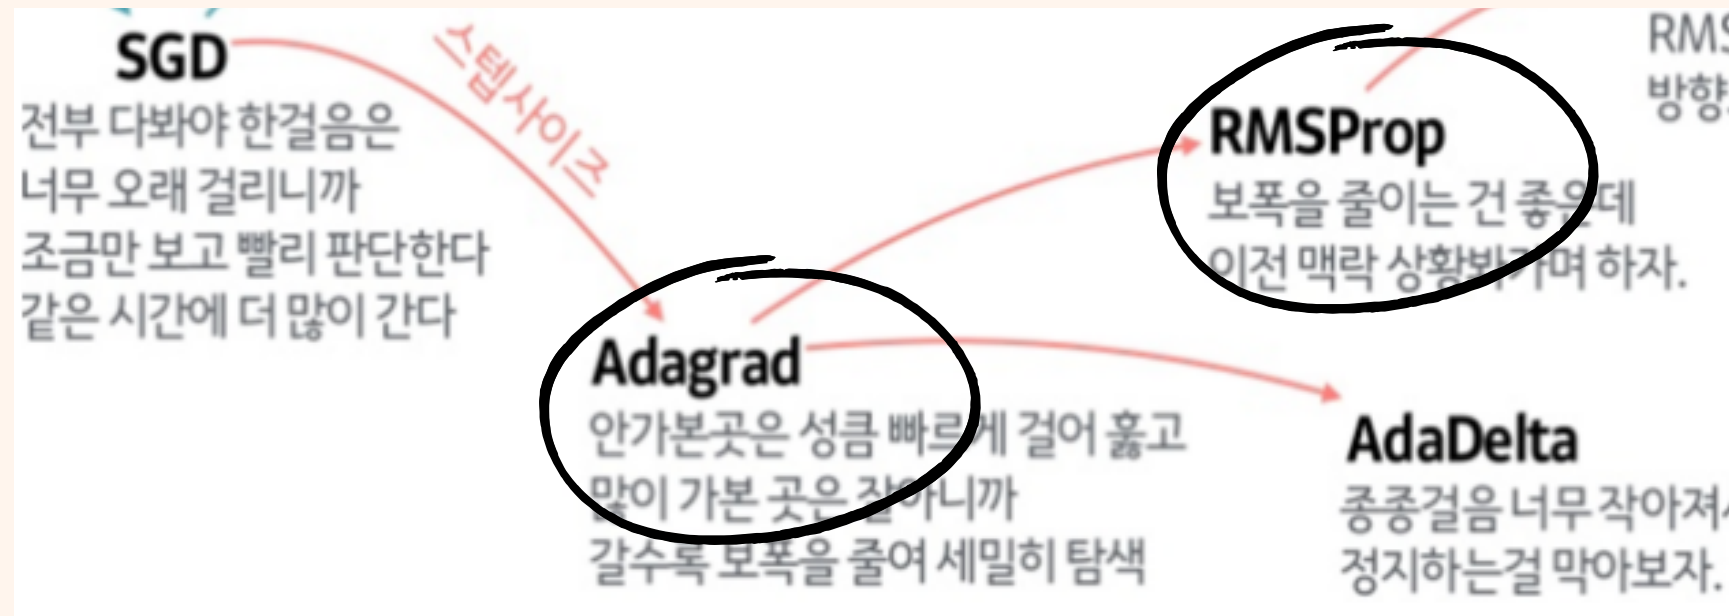 SGD
전부 다봐야 한걸음은
너무 오래 걸리니까
조금만 보고 빨리 판단한다
같은 시간에 더 많이 간다
스텝사이즈
Adagrad
안가본곳은 성큼 빠르게 걸어 훑고
많이 가본 곳은 잘아니까
갈수록 보폭을 줄여 세밀히 탐색
RMSProp
보폭을 줄이는 건 좋은데
이전 맥락 상황봐가며 하자.
AdaDelta
종종걸음 너무 작아져서
정지하는걸 막아보자.
RMS
방향